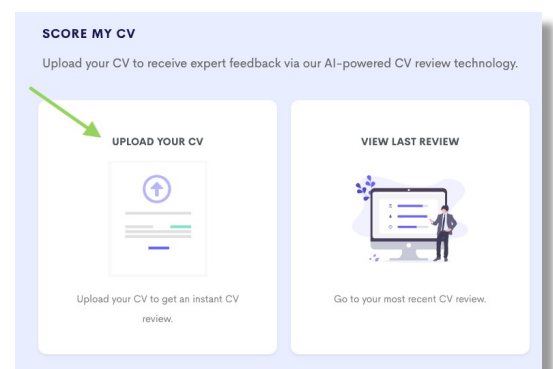 SCORE MY CV
Upload your CV to receive expert feedback via our AI-powered CV review technology.
UPLOAD YOUR CV
Upload your CV to get an instant CV
review.
VIEW LAST REVIEW
Go to your most recent CV review.